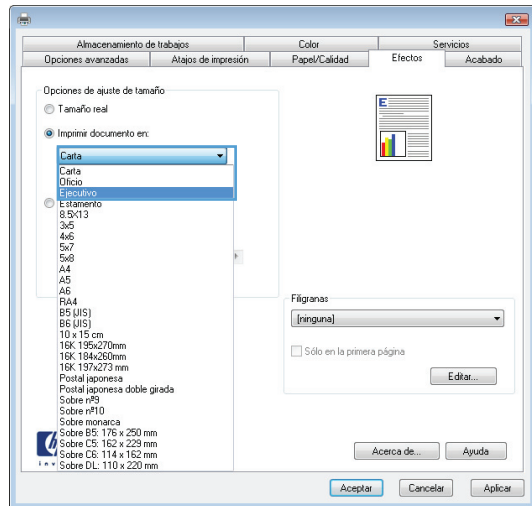 Almacenamiento de trabajos
Color
Servicios
Opciones avanzadas
Atajos de impresión
Papel/Calidad
Efectos
Acabado
Opciones de ajuste de tamaño
Tamaño real
Imprimir documento en:
Carta
Carta
Oficio
Ejecutivo
Estamento
8.5X13
3x5
4x6
5x7
5x8
A4
A5
A6
RA4
B5 (JIS)
B6 (JIS)
10 x 15 cm
16K 195x270mm
16K 184x260mm
16K 197x273 mm
Postal japonesa
Postal japonesa doble girada
Sobre nº9
Sobre nº10
Sobre monarca
Sobre B5: 176 x 250 mm
Sobre C5: 162 x 229 mm
Sobre C6: 114 x 162 mm
Sobre DL: 110 x 220 mm
E
Filigranas
[ninguna]
Sólo en la primera página
Editar...
inv
Acerca de...
Ayuda
Aceptar
Cancelar
Aplicar